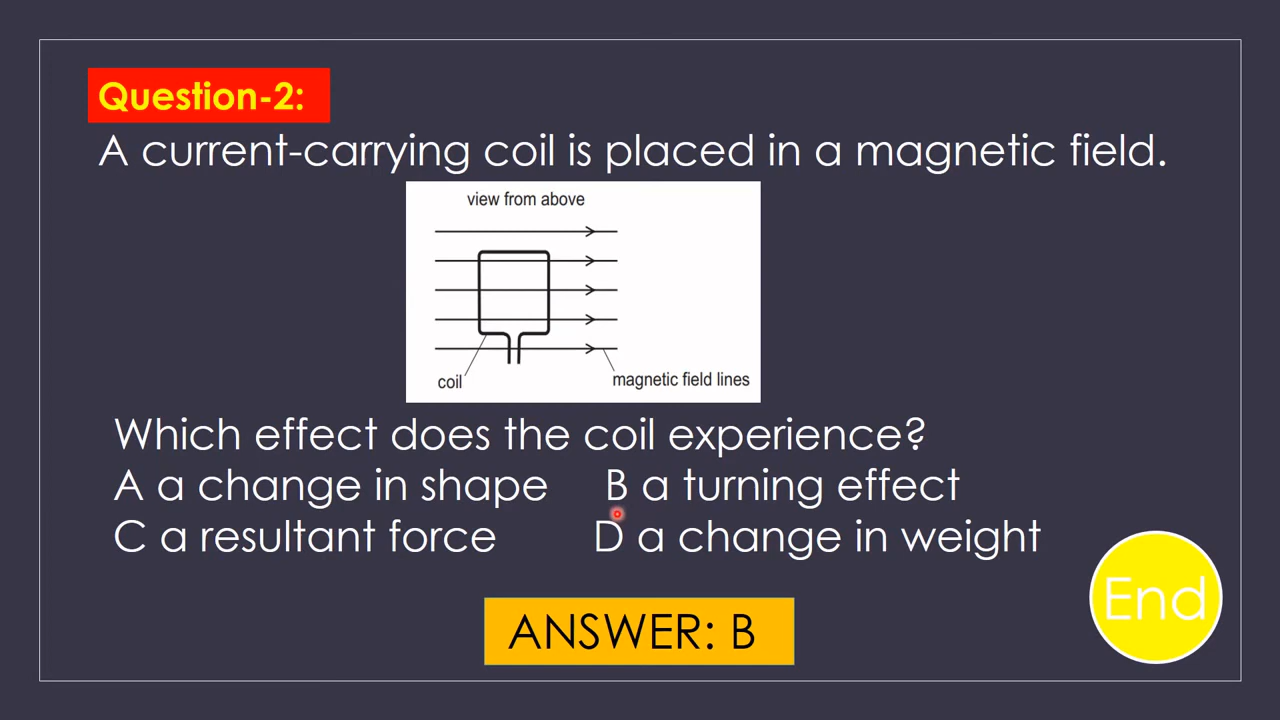 Question-2:
A current-carrying coil is placed in a magnetic field.
view from above
coil
magnetic field lines
Which effect does the coil experience?
A a change in shape B a turning effect
C a resultant force D a change in weight
End
ANSWER: B